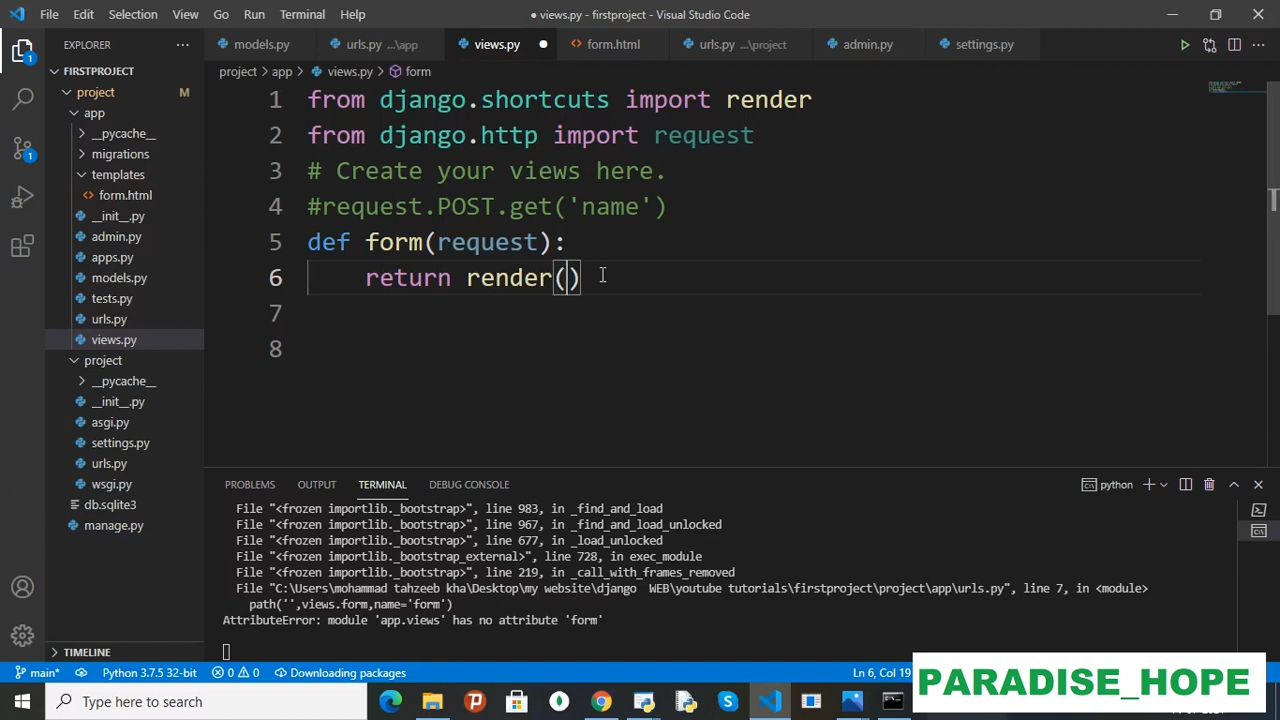 File Edit Selection View Go Run Terminal Help
● views.py - firstproject - Visual Studio Code
EXPLORER
models.py
urls.py ...\app
views.py
form.html
urls.py ...\project
admin.py
settings.py
FIRSTPROJECT
project M
app
__pycache__
migrations
templates
form.html
__init__.py
admin.py
apps.py
models.py
tests.py
urls.py
views.py
project
__pycache__
__init__.py
asgi.py
settings.py
urls.py
wsgi.py
db.sqlite3
manage.py
TIMELINE
project > app > views.py > form
1 from django.shortcuts import render
2 from django.http import request
3 # Create your views here.
4 #request.POST.get('name')
5 def form(request):
6 return render()
7
8
PROBLEMS OUTPUT TERMINAL DEBUG CONSOLE
python
File "<frozen importlib._bootstrap>", line 983, in _find_and_load
File "<frozen importlib._bootstrap>", line 967, in _find_and_load_unlocked
File "<frozen importlib._bootstrap>", line 677, in _load_unlocked
File "<frozen importlib._bootstrap_external>", line 728, in exec_module
File "<frozen importlib._bootstrap>", line 219, in _call_with_frames_removed
File "C:\Users\mohammad tahzeeb kha\Desktop\my website\django WEB\youtube tutorials\firstproject\project\app\urls.py", line 7, in <module>
path('',views.form,name='form')
AttributeError: module 'app.views' has no attribute 'form'
main* Python 3.7.5 32-bit 0 0 Downloading packages
Ln 6, Col 19
PARADISE_HOPE
Type here to search